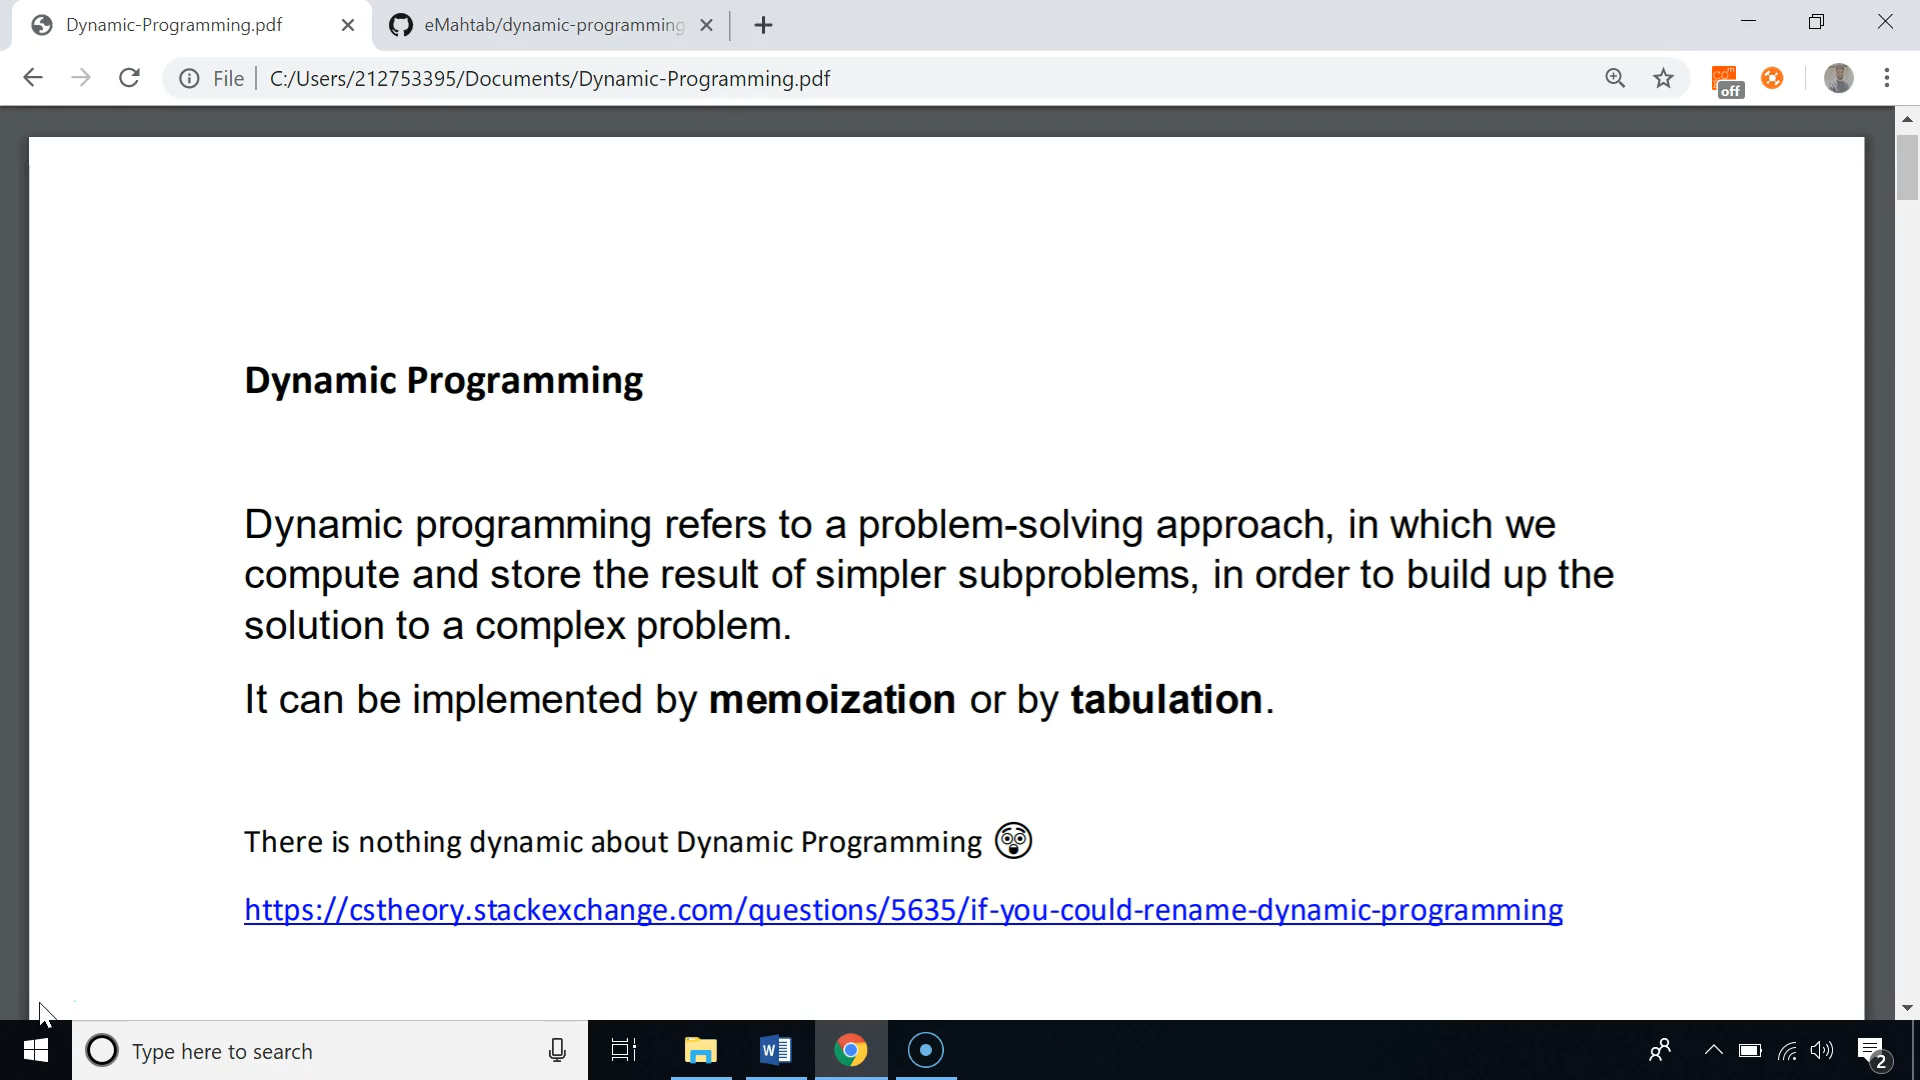 Dynamic-Programming.pdf
eMahtab/dynamic-programming
File
C:/Users/212753395/Documents/Dynamic-Programming.pdf
off
Dynamic Programming
Dynamic programming refers to a problem-solving approach, in which we
compute and store the result of simpler subproblems, in order to build up the
solution to a complex problem.
It can be implemented by memoization or by tabulation.
There is nothing dynamic about Dynamic Programming 😲
https://cstheory.stackexchange.com/questions/5635/if-you-could-rename-dynamic-programming
Type here to search
2